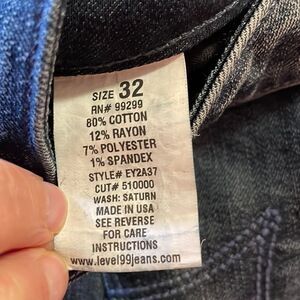 SIZE 32
RN# 99299
80% COTTON
12% RAYON
7% POLYESTER
1% SPANDEX
STYLE# EY2A37
CUT# 510000
WASH: SATURN
MADE IN USA
SEE REVERSE
FOR CARE
INSTRUCTIONS
www.level99jeans.com